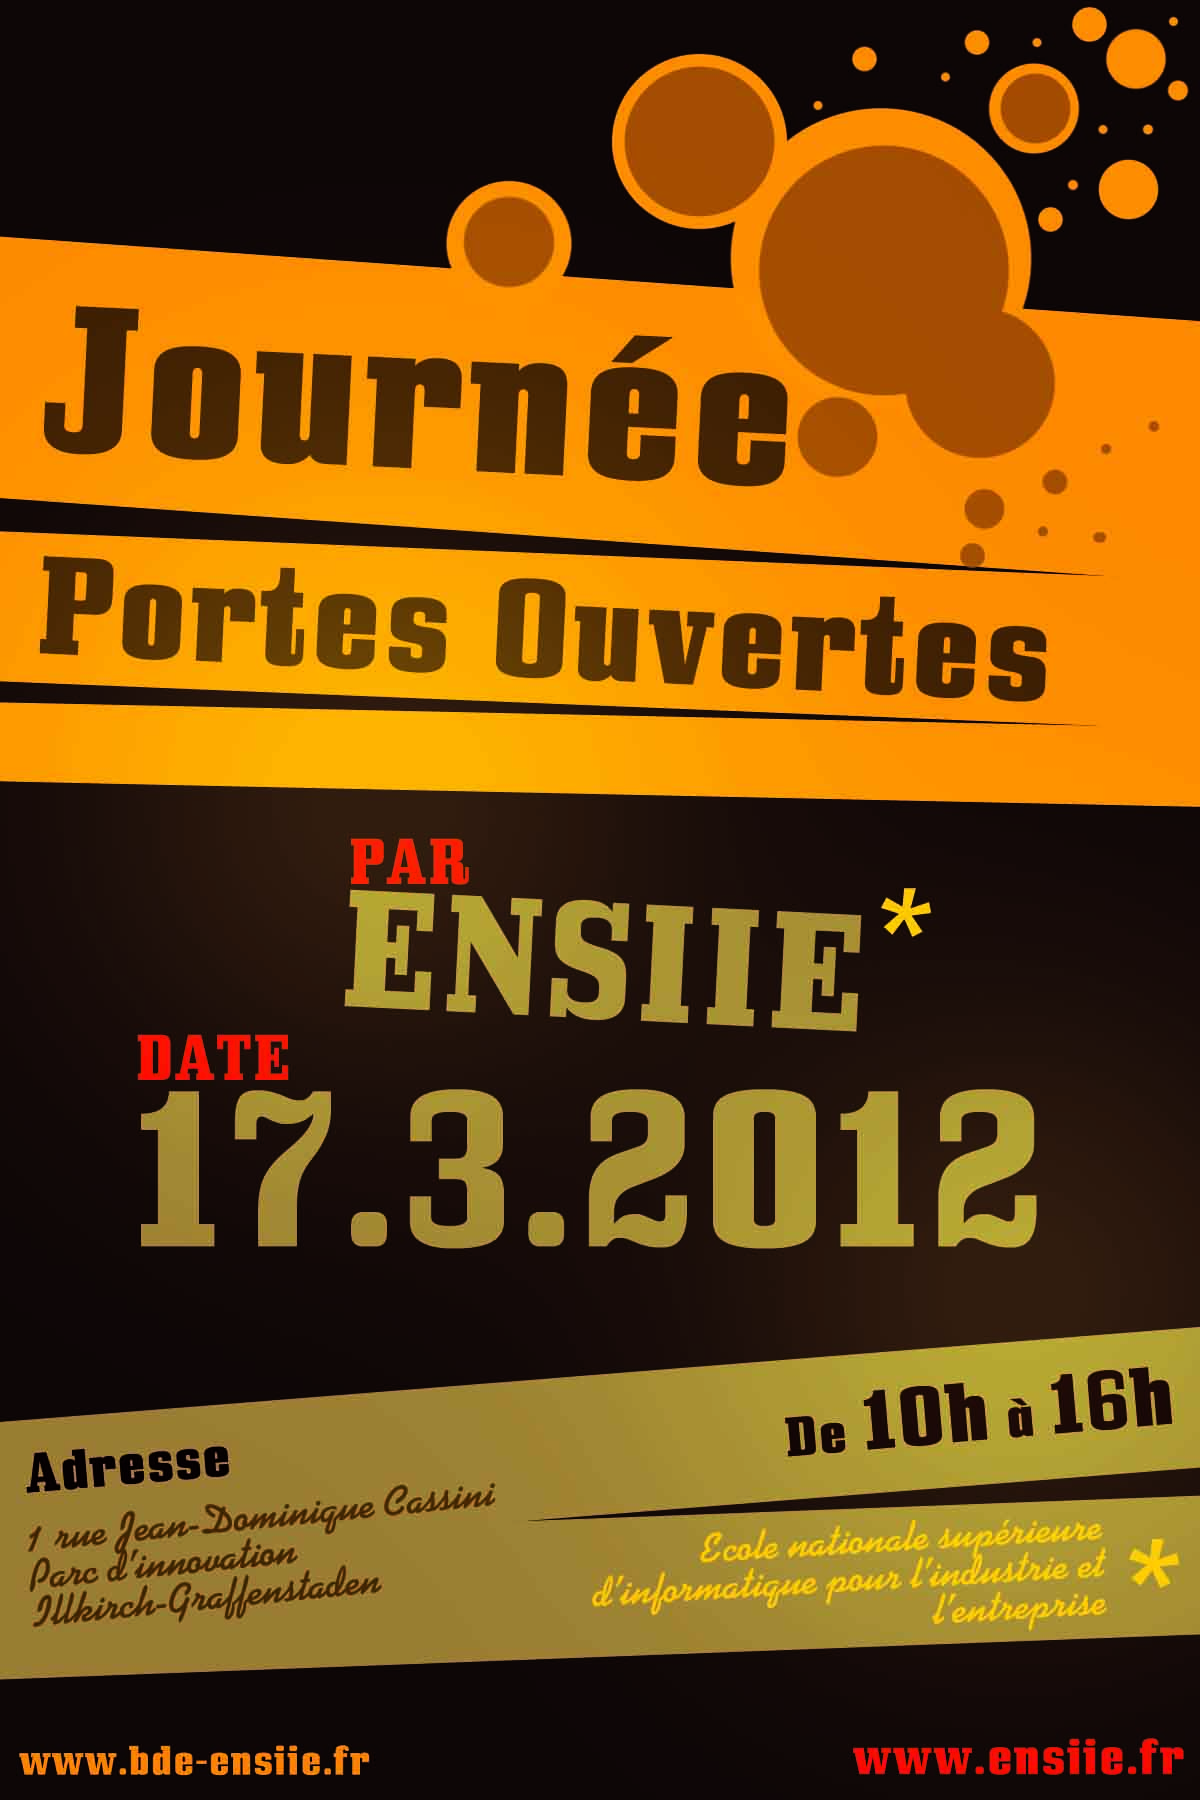 Journée
Portes Ouvertes
PAR
ENSIIE*
DATE
17.3.2012
De 10h à 16h
Adresse
1 rue Jean-Dominique Cassini
Parc d'innovation
Illkirch-Graffenstaden
Ecole nationale supérieure
d'informatique pour l'industrie et
l'entreprise
*
www.bde-ensiie.fr
www.ensiie.fr